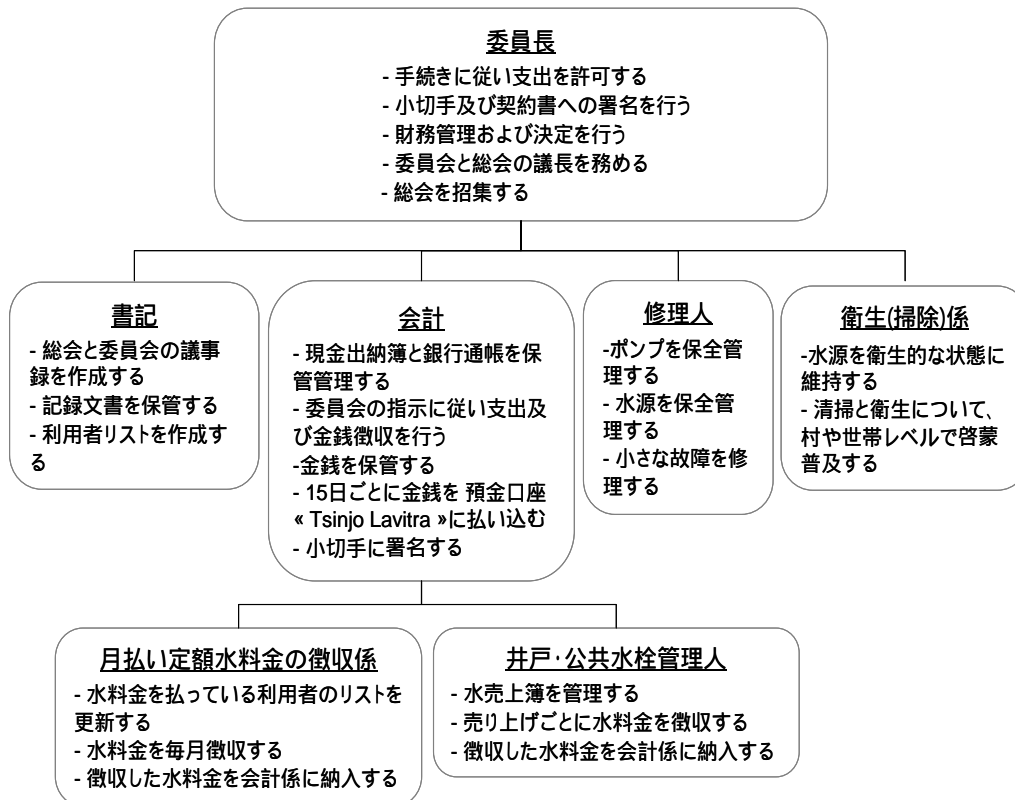 委員長
- 手続きに従い支出を許可する
- 小切手及び契約書への署名を行う
- 財務管理および決定を行う
- 委員会と総会の議長を務める
- 総会を招集する
書記
- 総会と委員会の議事
録を作成する
- 記録文書を保管する
- 利用者リストを作成す
る
会計
- 現金出納簿と銀行通帳を保
管管理する
- 委員会の指示に従い支出及
び金銭徴収を行う
-金銭を保管する
- 15日ごとに金銭を 預金口座
« Tsinjo Lavitra »に払い込む
- 小切手に署名する
修理人
-ポンプを保全管
理する
- 水源を保全管
理する
- 小さな故障を修
理する
衛生(掃除)係
-水源を衛生的な状態に
維持する
- 清掃と衛生について、
村や世帯レベルで啓蒙
普及する
月払い定額水料金の徴収係
- 水料金を払っている利用者のリストを
更新する
- 水料金を毎月徴収する
- 徴収した水料金を会計係に納入する
井戸・公共水栓管理人
- 水売上簿を管理する
- 売り上げごとに水料金を徴収する
- 徴収した水料金を会計係に納入する